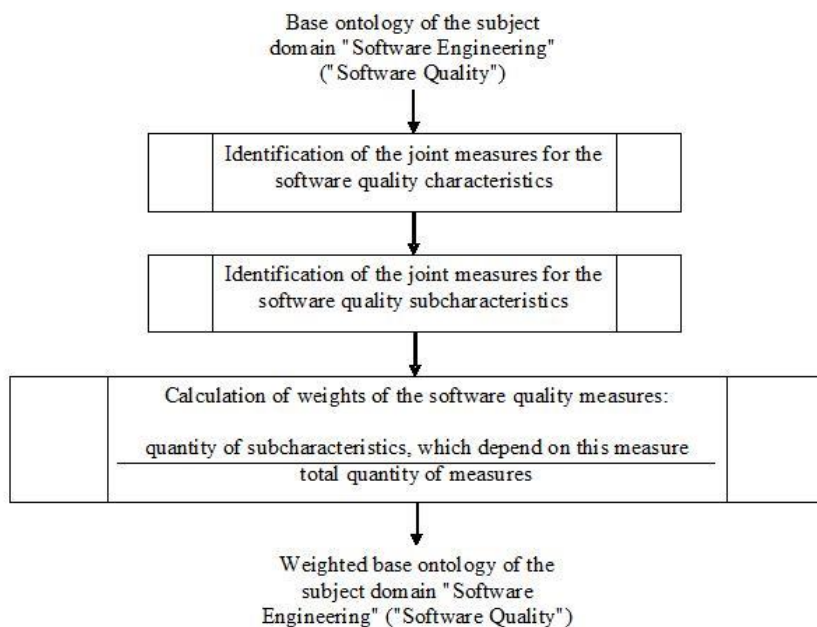 Base ontology of the subject
domain "Software Engineering"
("Software Quality")
Identification of the joint measures for the
software quality characteristics
Identification of the joint measures for the
software quality subcharacteristics
Calculation of weights of the software quality measures:
quantity of subcharacteristics, which depend on this measure
total quantity of measures
Weighted base ontology of the
subject domain "Software
Engineering" ("Software Quality")